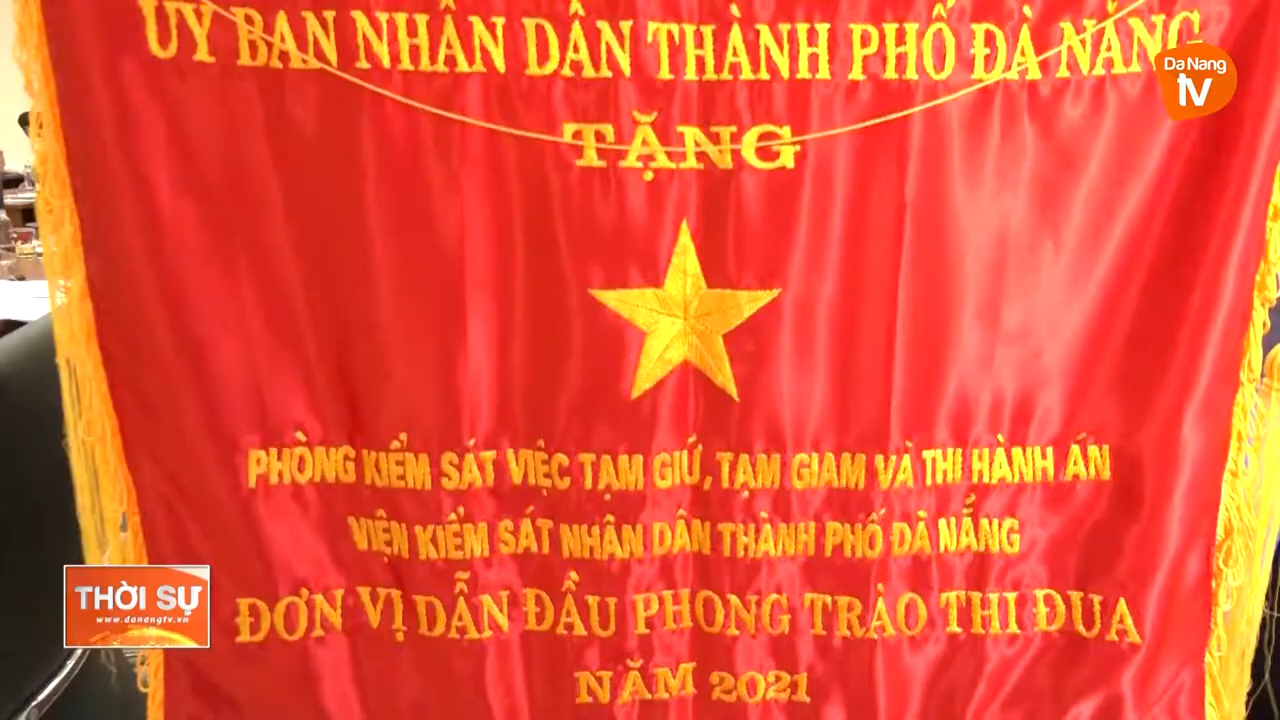 ỦY BAN NHÂN DÂN THÀNH PHỐ ĐÀ NẴNG
Da Nang
tv
TẶNG
PHÒNG KIỂM SÁT VIỆC TẠM GIỮ, TẠM GIAM VÀ THI HÀNH ÁN
VIỆN KIỂM SÁT NHÂN DÂN THÀNH PHỐ ĐÀ NẴNG
ĐƠN VỊ DẪN ĐẦU PHONG TRÀO THI ĐUA
NĂM 2021
THỜI SỰ
www.danangtv.vn